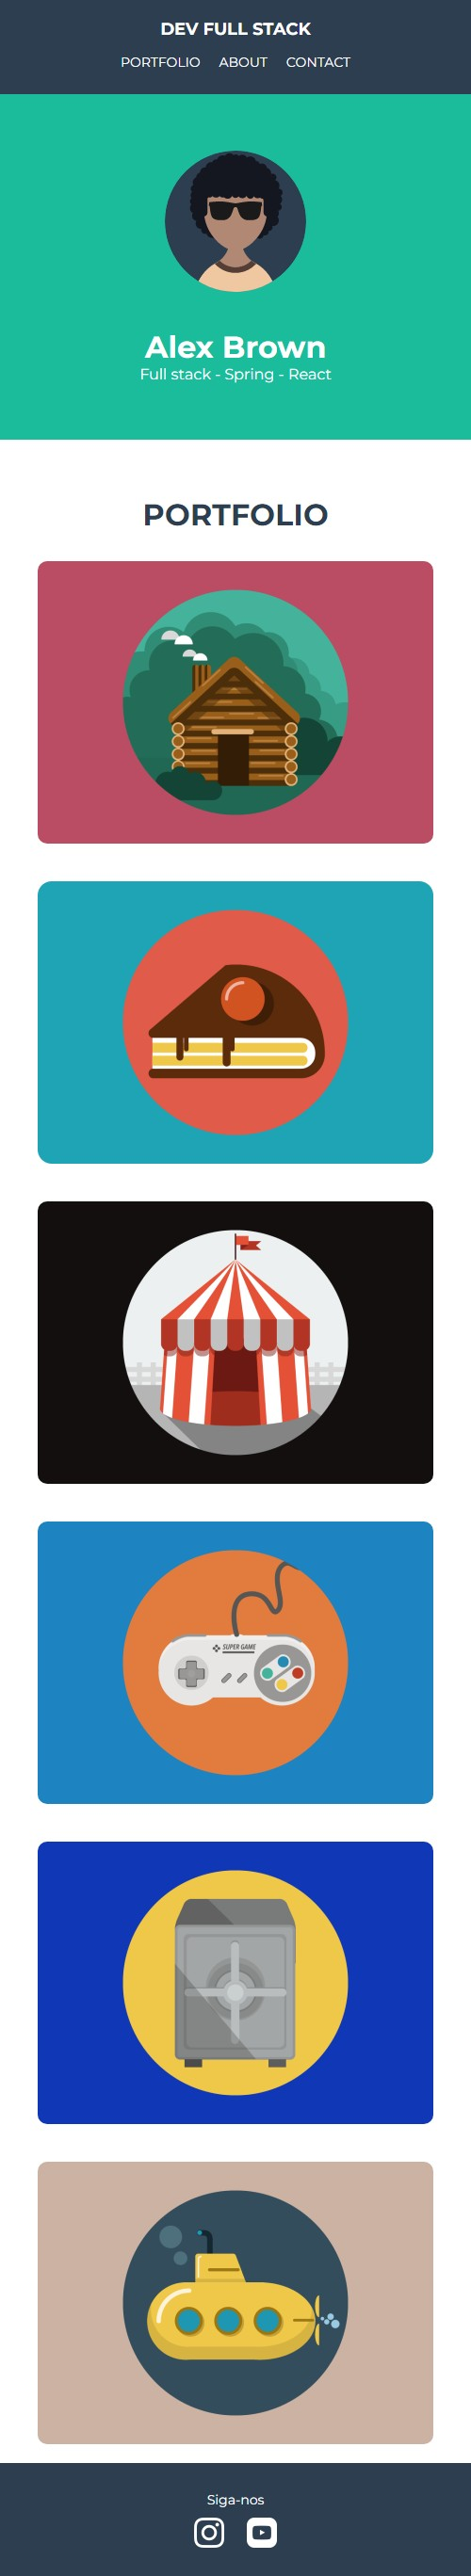 DEV FULL STACK
PORTFOLIO ABOUT CONTACT
Alex Brown
Full stack - Spring - React
PORTFOLIO
SUPER GAME
Siga-nos